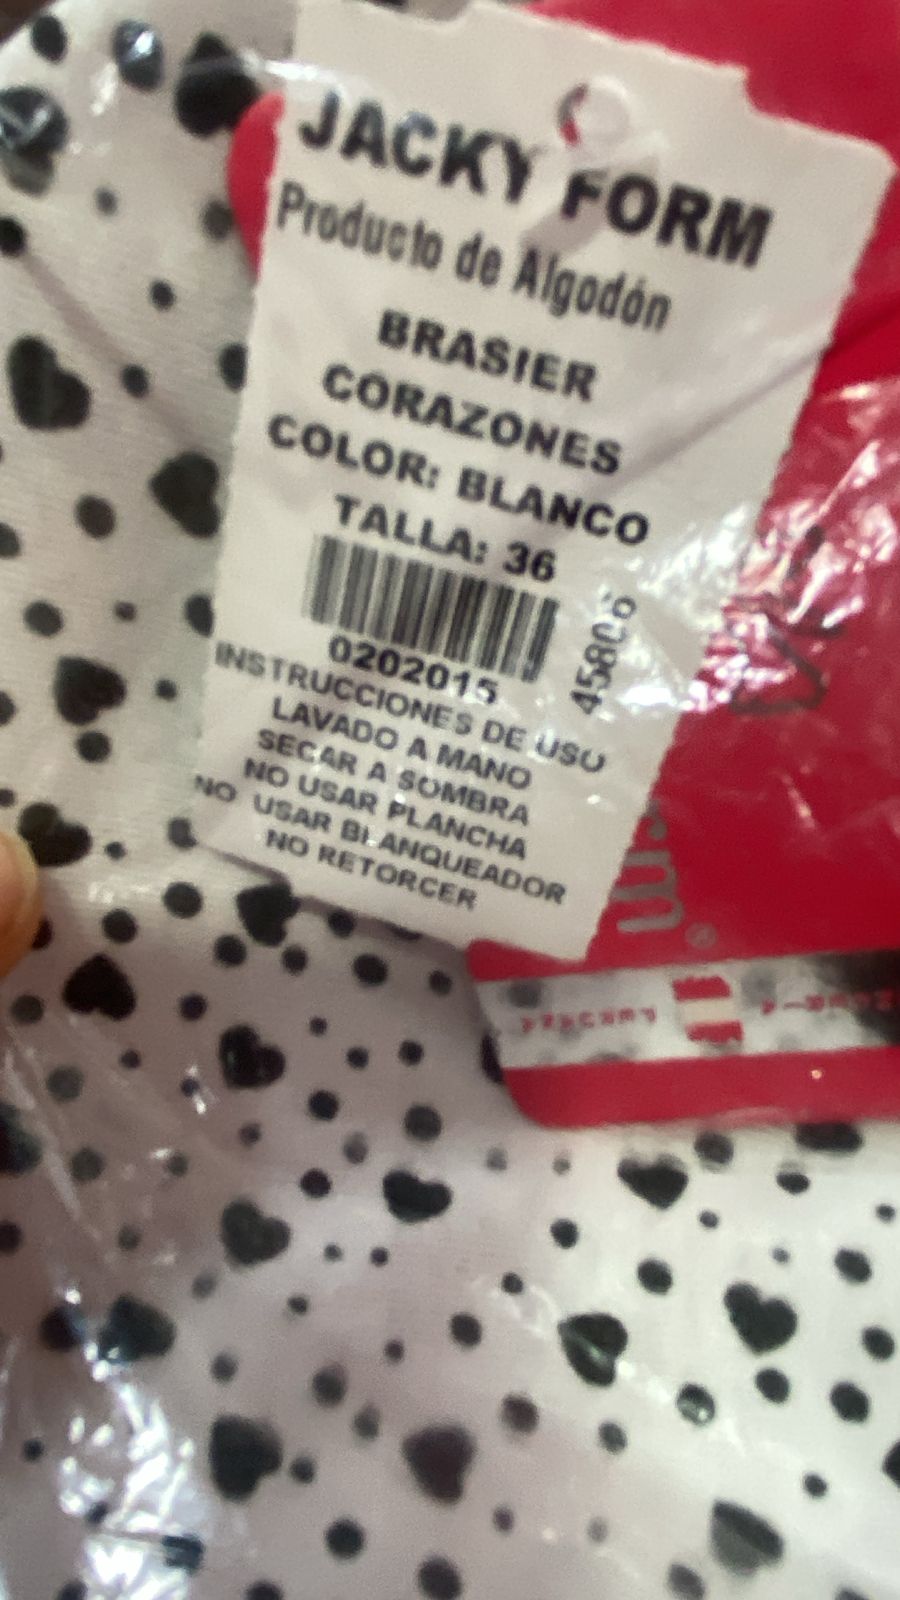 JACKY FORM
Producto de Algodón
BRASIER
CORAZONES
COLOR: BLANCO
TALLA: 36
0202015
45806
INSTRUCCIONES DE USO
LAVADO A MANO
SECAR A SOMBRA
NO USAR PLANCHA
NO USAR BLANQUEADOR
NO RETORCER